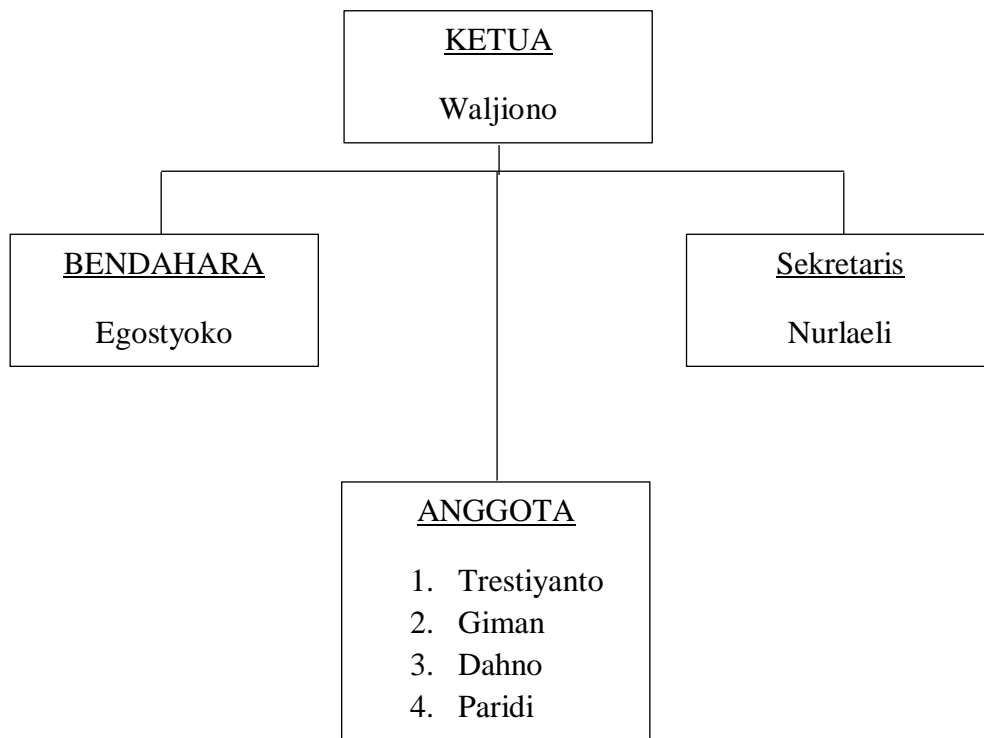 KETUA
Waljiono
BENDAHARA
Egostyoko
Sekretaris
Nurlaeli
ANGGOTA
1. Trestiyanto
2. Giman
3. Dahno
4. Paridi